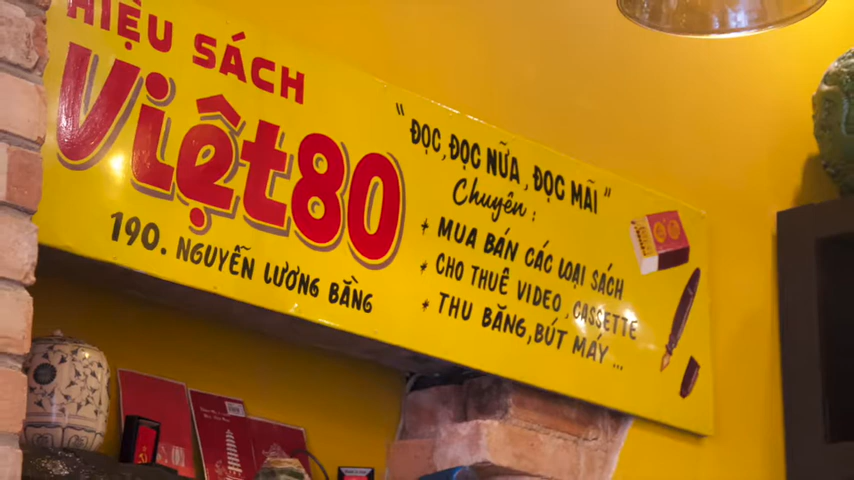 HIỆU SÁCH
Việt80
190. NGUYỄN LƯƠNG BẰNG
"ĐỌC, ĐỌC NỮA, ĐỌC MÃI"
Chuyên:
+ MUA BÁN CÁC LOẠI SÁCH
+ CHO THUÊ VIDEO, CASSETTE
+ THU BĂNG, BÚT MÁY...